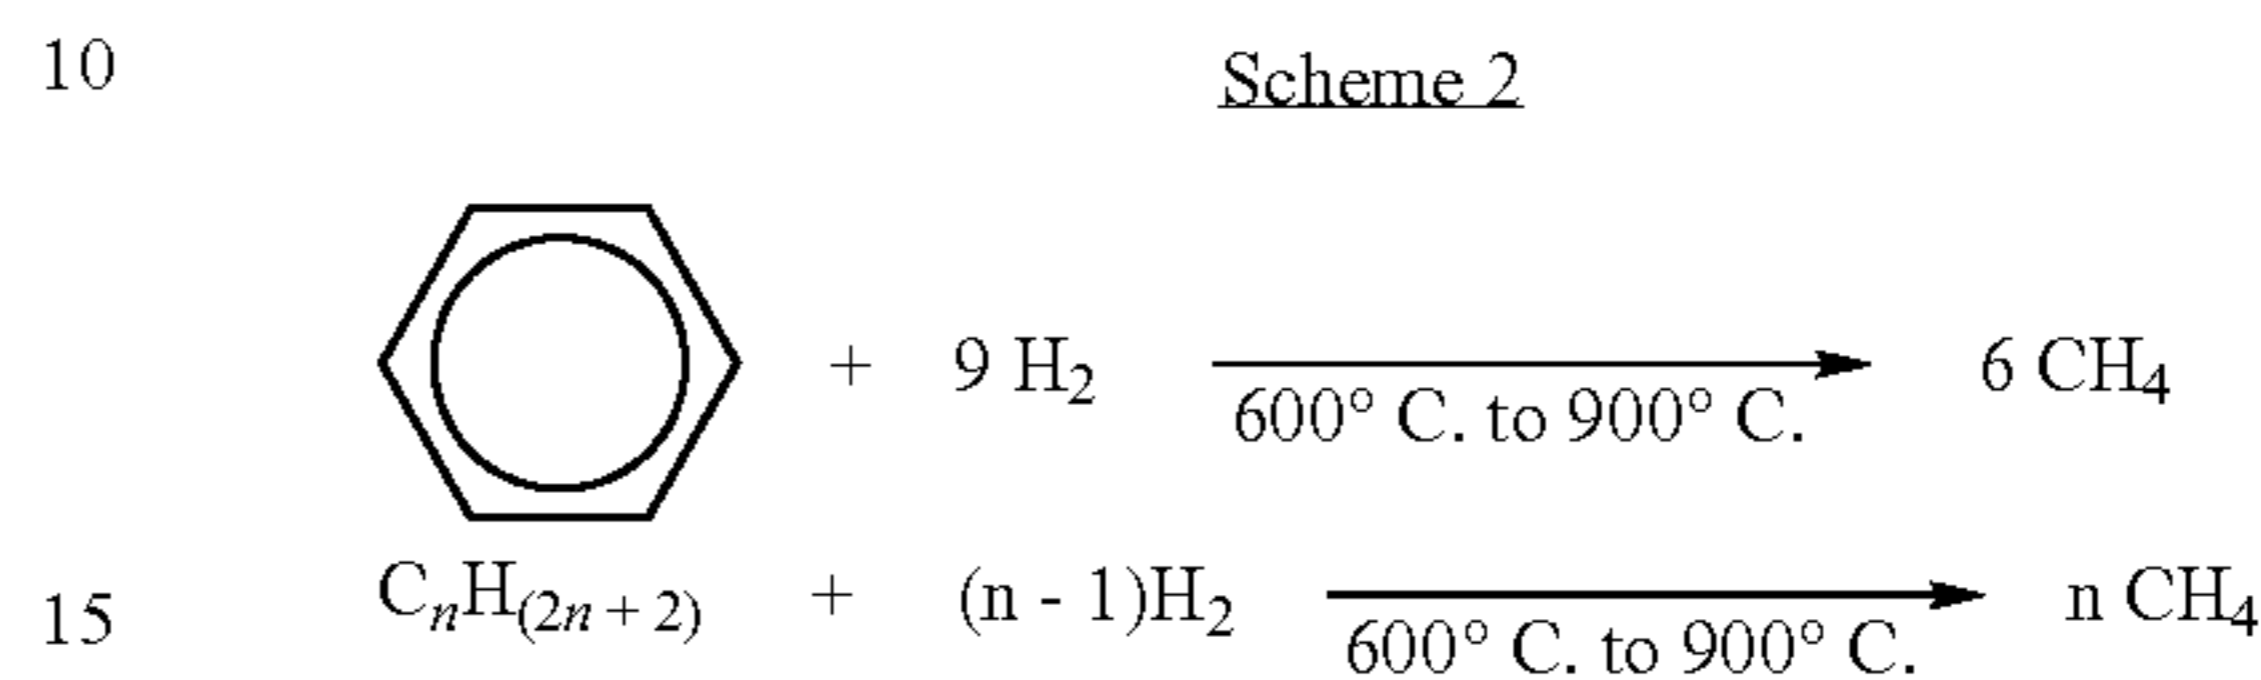 10
Scheme 2
+ 9 H₂ 6 CH₄
600° C. to 900° C.
15 CₙH₍₂ₙ ₊ ₂₎ + (n - 1)H₂ n CH₄
600° C. to 900° C.